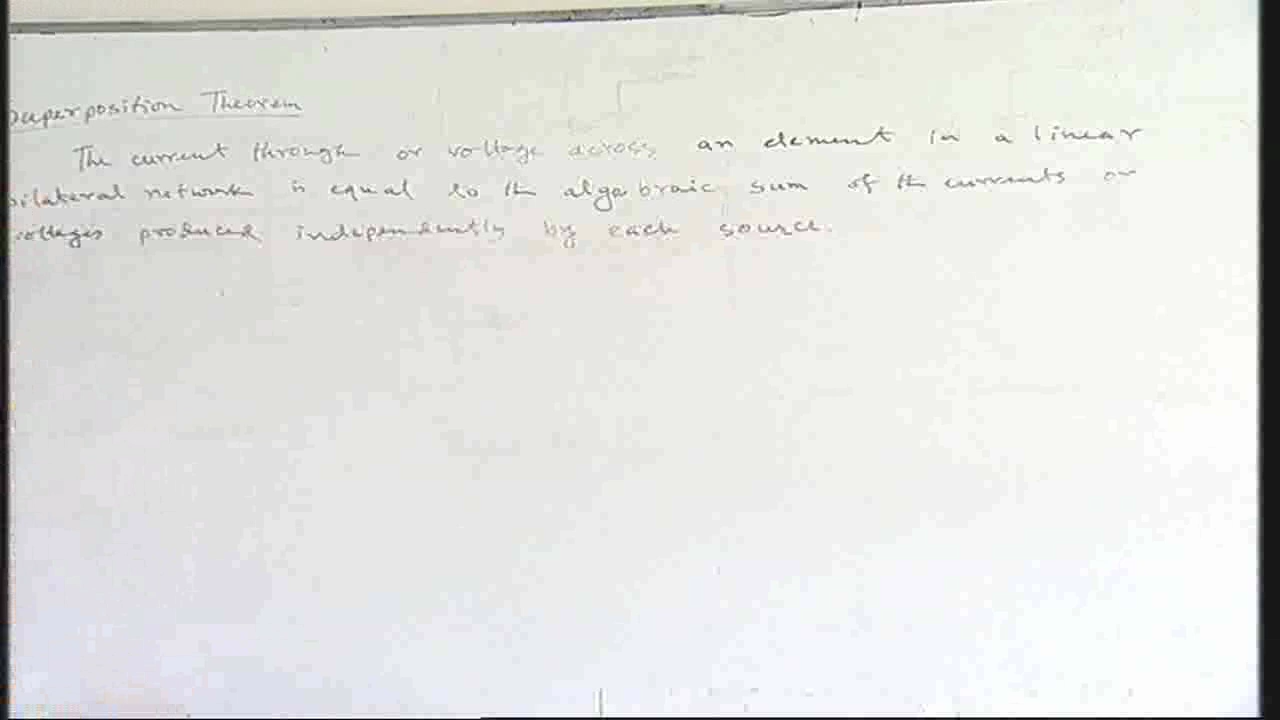 Superposition Theorem
The current through or voltage across an element in a linear
bilateral network is equal to the algebraic sum of the currents or
voltages produced independently by each source.